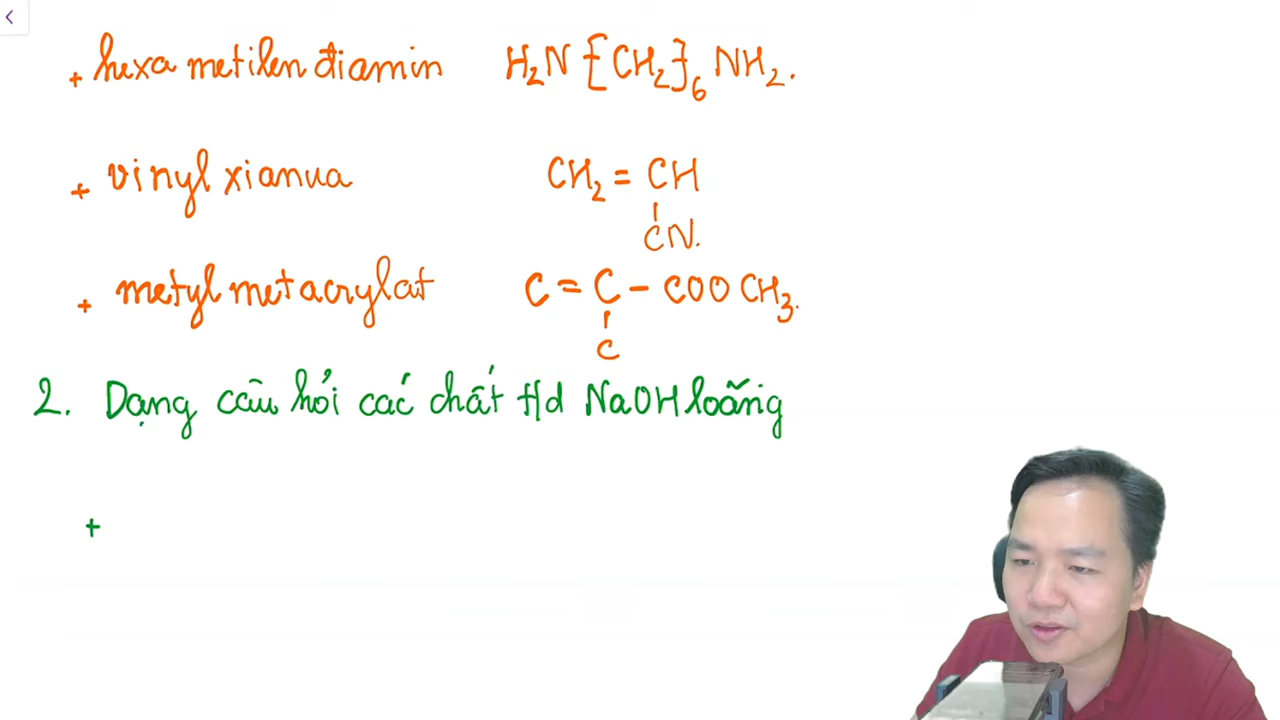 + hexa metilen điamin H₂N [CH₂]₆ NH₂.
+ vinyl xianua CH₂ = CH
CN.
+ metyl metacrylat C = C - COO CH₃.
C
2. Dạng câu hỏi các chất t/d NaOH loãng
+